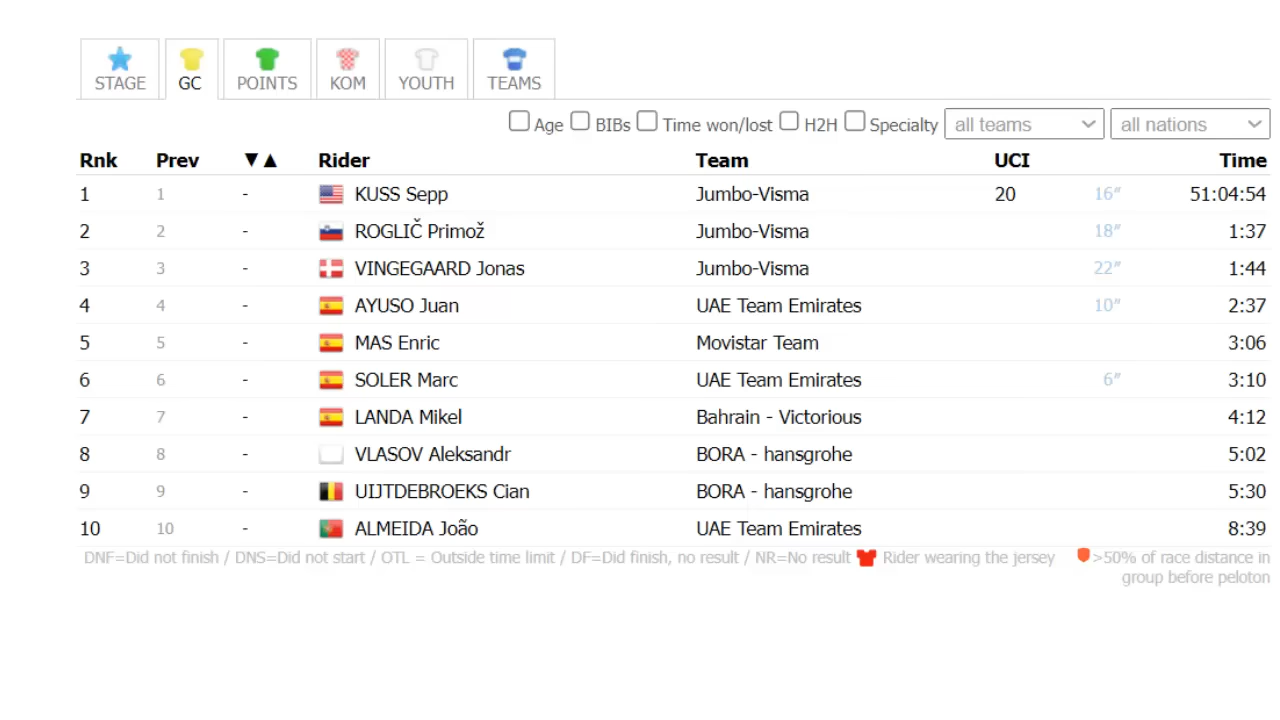 STAGE GC POINTS KOM YOUTH TEAMS
Age BIBs Time won/lost H2H Specialty all teams all nations
Rnk Prev ▼▲ Rider Team UCI Time
1 1 - KUSS Sepp Jumbo-Visma 20 16″ 51:04:54
2 2 - ROGLIČ Primož Jumbo-Visma 18″ 1:37
3 3 - VINGEGAARD Jonas Jumbo-Visma 22″ 1:44
4 4 - AYUSO Juan UAE Team Emirates 10″ 2:37
5 5 - MAS Enric Movistar Team 3:06
6 6 - SOLER Marc UAE Team Emirates 6″ 3:10
7 7 - LANDA Mikel Bahrain - Victorious 4:12
8 8 - VLASOV Aleksandr BORA - hansgrohe 5:02
9 9 - UIJTDEBROEKS Cian BORA - hansgrohe 5:30
10 10 - ALMEIDA João UAE Team Emirates 8:39
DNF=Did not finish / DNS=Did not start / OTL = Outside time limit / DF=Did finish, no result / NR=No result Rider wearing the jersey >50% of race distance in
group before peloton